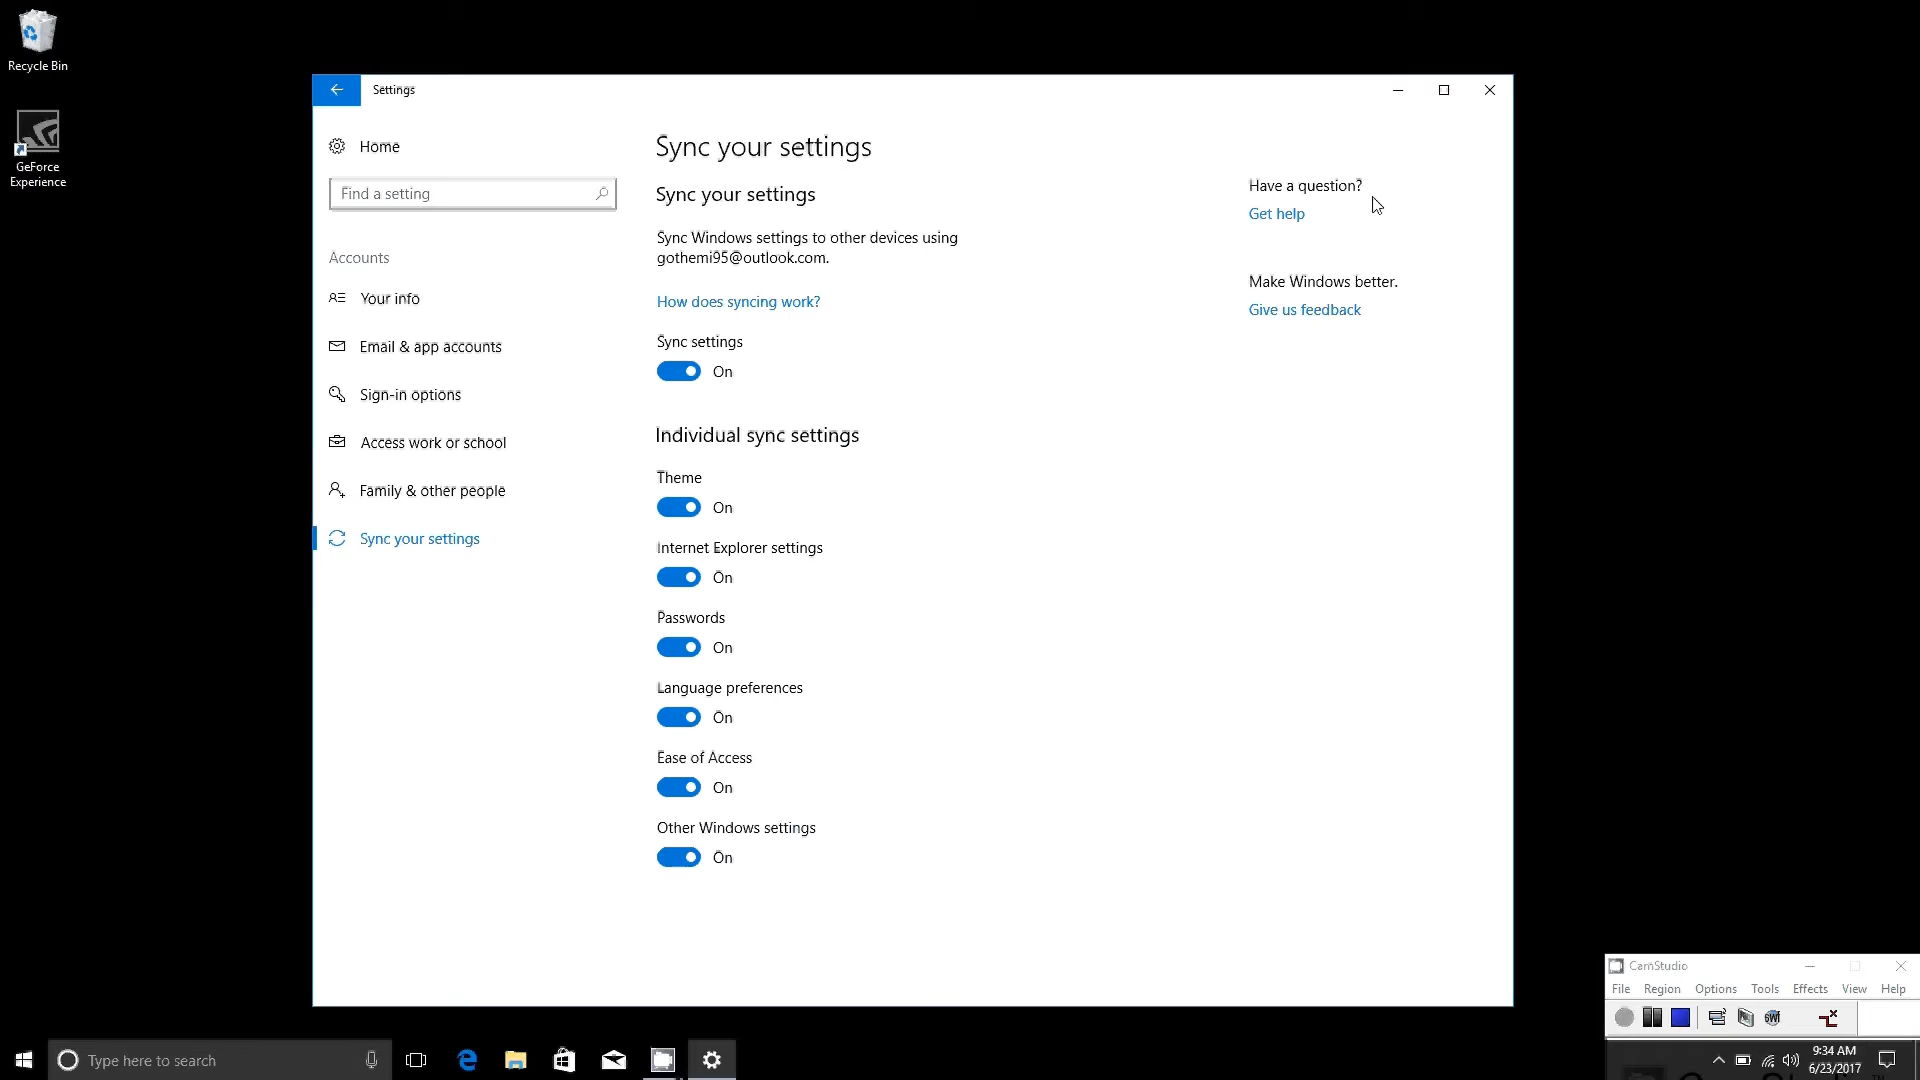 Recycle Bin
GeForce
Experience
Settings
Home
Find a setting
Accounts
Your info
Email & app accounts
Sign-in options
Access work or school
Family & other people
Sync your settings
Sync your settings
Sync your settings
Sync Windows settings to other devices using
gothemi95@outlook.com.
How does syncing work?
Sync settings
On
Individual sync settings
Theme
On
Internet Explorer settings
On
Passwords
On
Language preferences
On
Ease of Access
On
Other Windows settings
On
Have a question?
Get help
Make Windows better.
Give us feedback
CamStudio
File Region Options Tools Effects View Help
Type here to search
9:34 AM
6/23/2017